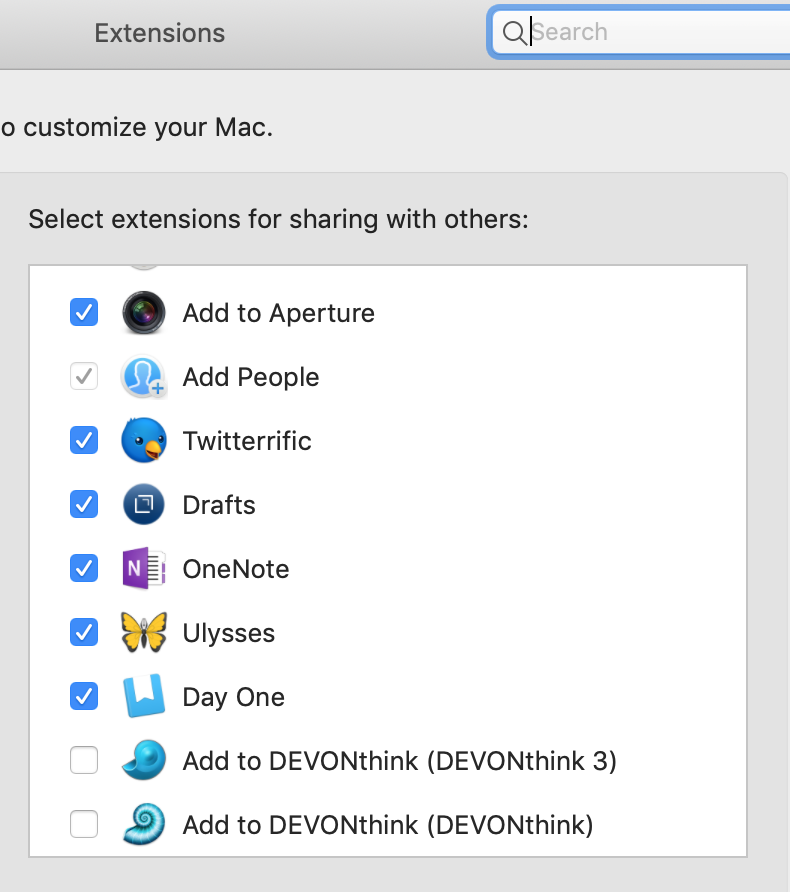 Extensions
Search
o customize your Mac.
Select extensions for sharing with others:
Add to Aperture
Add People
Twitterrific
Drafts
N OneNote
Ulysses
Day One
Add to DEVONthink (DEVONthink 3)
Add to DEVONthink (DEVONthink)